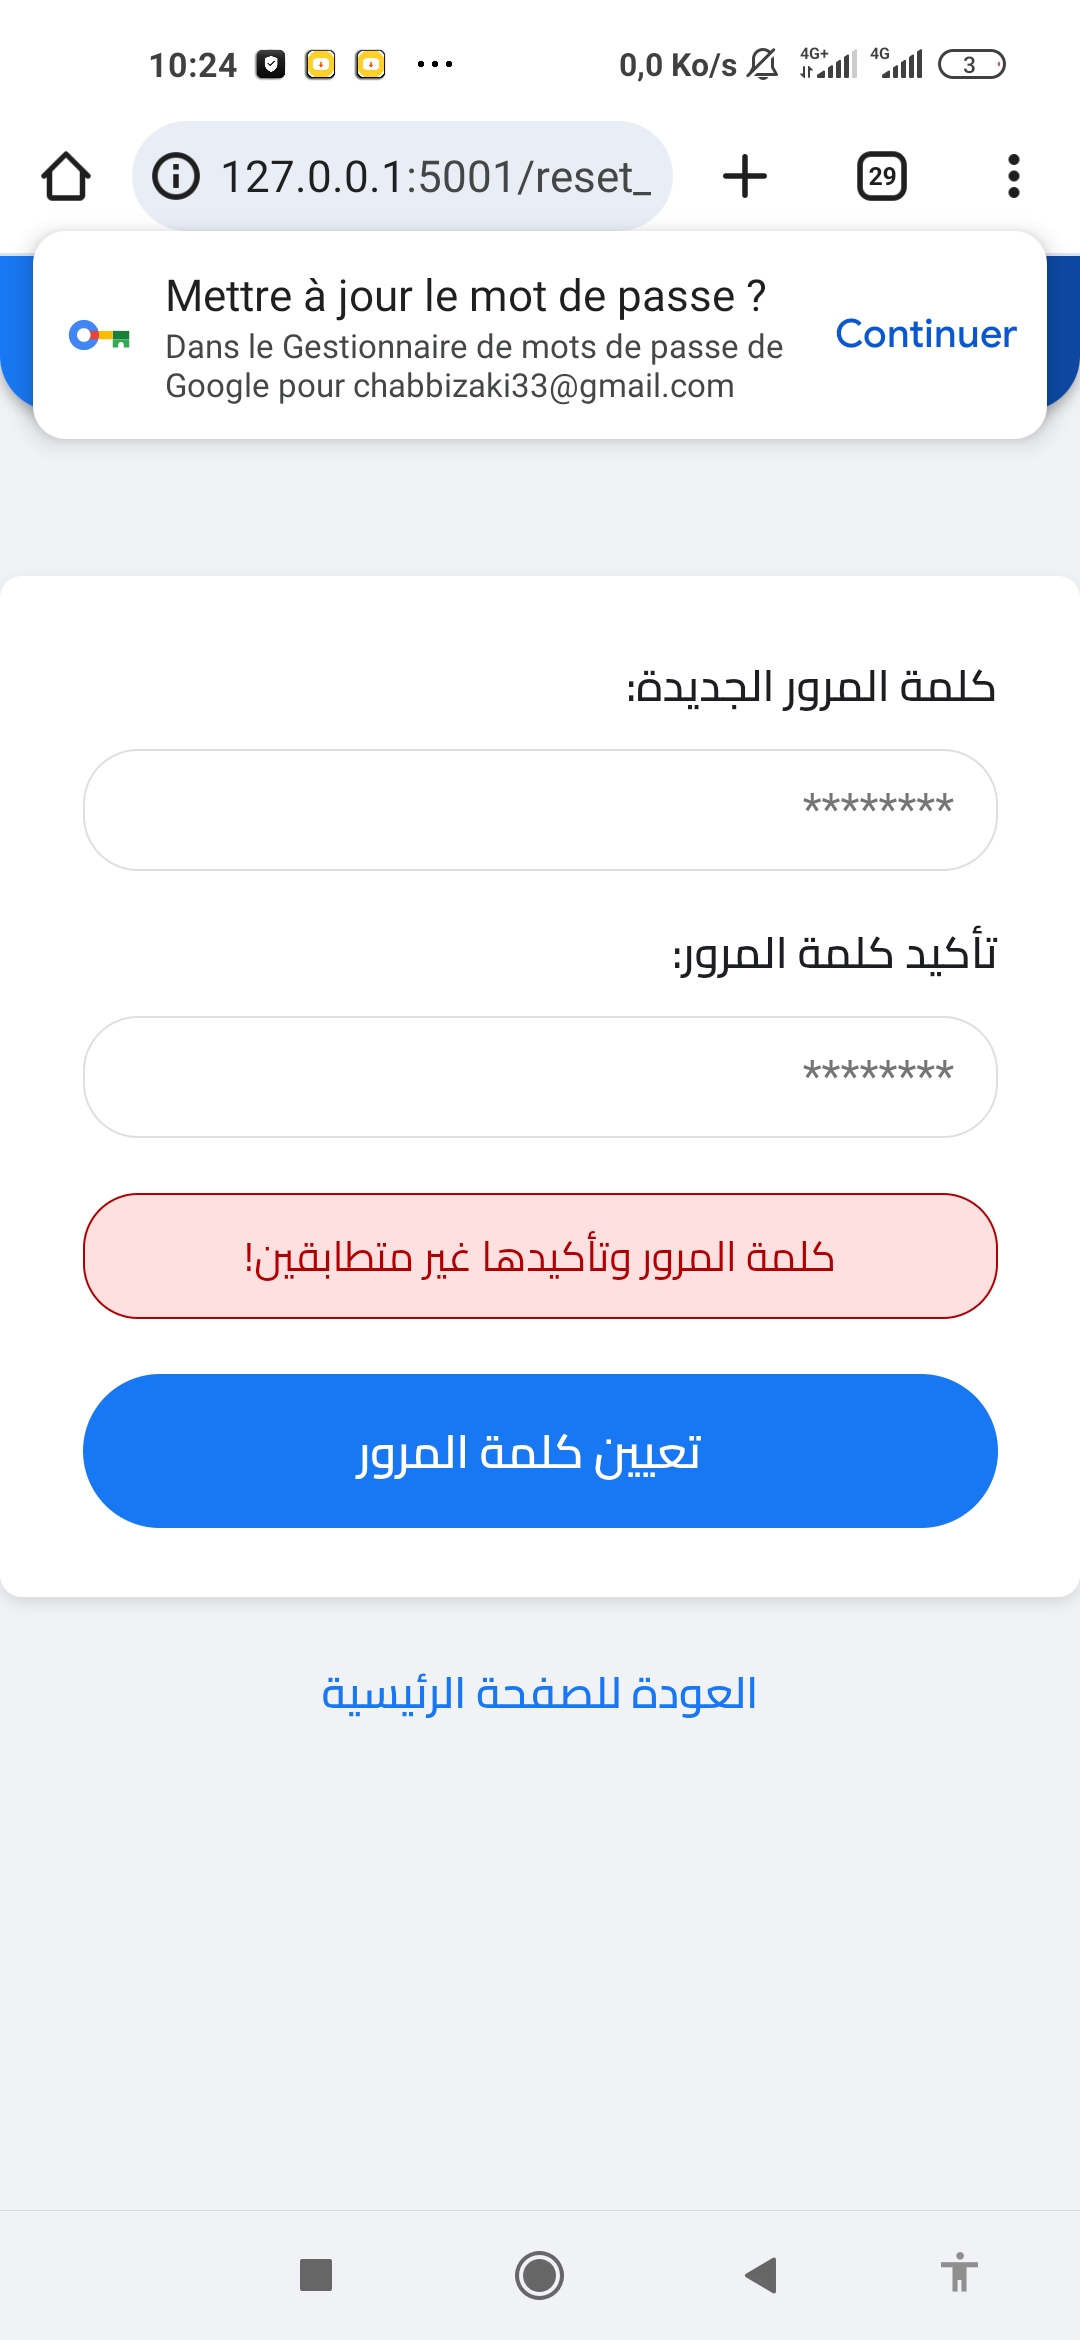 10:24
0,0 Ko/s 4G+ 4G 3
127.0.0.1:5001/reset_ 29
Mettre à jour le mot de passe ?
Dans le Gestionnaire de mots de passe de
Google pour chabbizaki33@gmail.com
Continuer
كلمة المرور الجديدة:
********
تأكيد كلمة المرور:
********
كلمة المرور وتأكيدها غير متطابقين!
تعيين كلمة المرور
العودة للصفحة الرئيسية